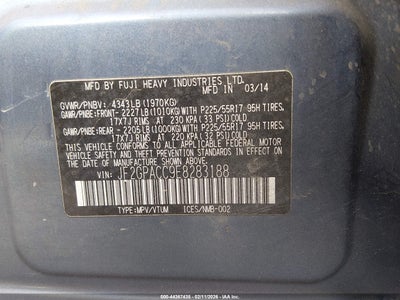 MFD BY FUJI HEAVY INDUSTRIES LTD.
MFD. IN 03/14
GVWR/PNBV: 4343LB(1970KG)
GAWR/PNBE:FRONT- 2227LB(1010KG)WITH P225/55R17 95H TIRES,
17X7J RIMS AT 230 KPA(33 PSI)COLD
GAWR/PNBE:REAR - 2205LB(1000KG)WITH P225/55R17 95H TIRES,
17X7J RIMS AT 220 KPA(32 PSI)COLD
THIS VEHICLE CONFORMS TO ALL APPLICABLE FEDERAL
MOTOR VEHICLE SAFETY, BUMPER, AND THEFT PREVENTION
STANDARDS IN EFFECT ON THE DATE OF MANUFACTURE
SHOWN ABOVE.
VIN: JF2GPACC9E8283188
TYPE:MPV/VTUM ICES/NMB-002
500-44367435 - 02/11/2026 - IAA